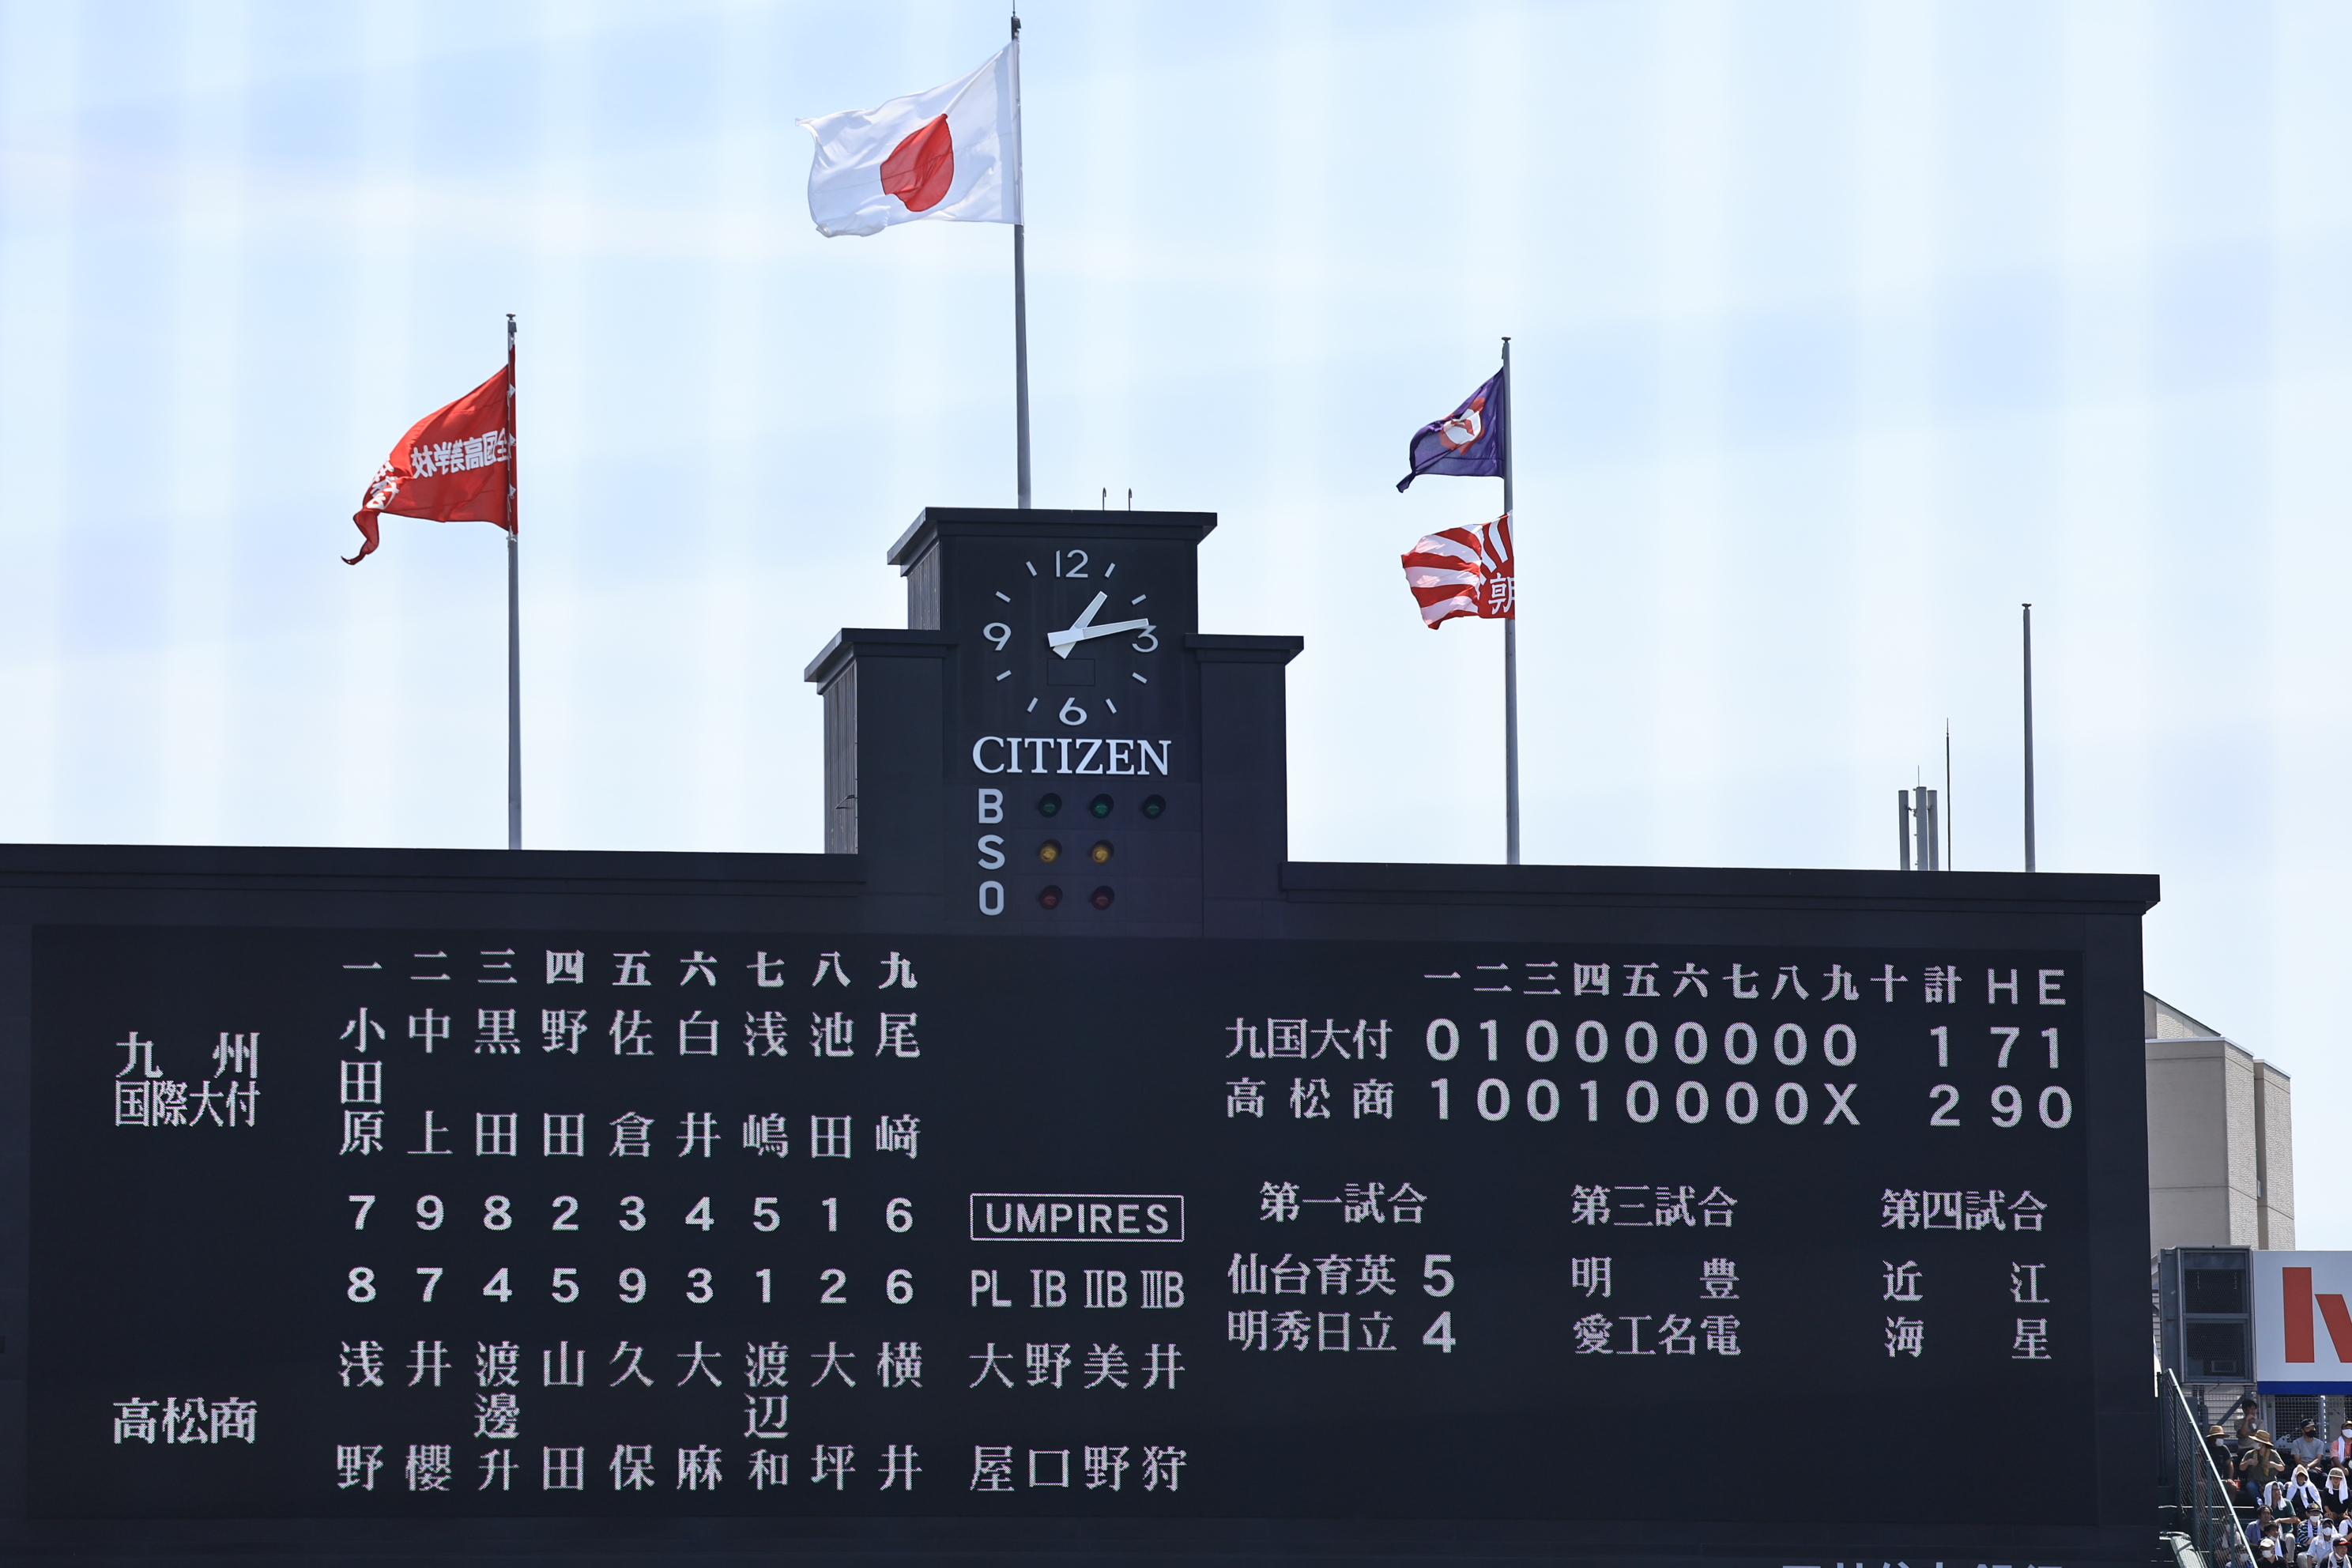 全国高等学校
朝
12
9 3
6
CITIZEN
B
S
O
一 二 三 四 五 六 七 八 九
九州
国際大付
小田原 中上 黒田 野田 佐倉 白井 浅嶋 池田 尾﨑
7 9 8 2 3 4 5 1 6
8 7 4 5 9 3 1 2 6
高松商
浅野 井櫻 渡邊升 山田 久保 大麻 渡辺和 大坪 横井
UMPIRES
PL IB IIB IIIB
大屋 野口 美野 井狩
一 二 三 四 五 六 七 八 九 十 計 H E
九国大付 0 1 0 0 0 0 0 0 0 1 7 1
高松商 1 0 0 1 0 0 0 0 X 2 9 0
第一試合 第三試合 第四試合
仙台育英 5 明豊 近江
明秀日立 4 愛工名電 海星